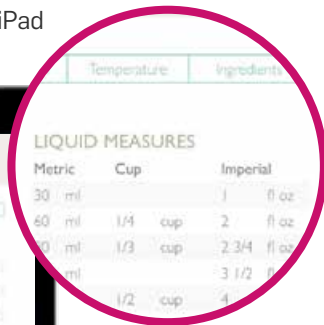 iPad
Temperature Ingredients
LIQUID MEASURES
Metric Cup Imperial
30 ml 1 fl oz
60 ml 1/4 cup 2 fl oz
ml 1/3 cup 2 3/4 fl oz
ml 3 1/2 fl
1/2 cup 4